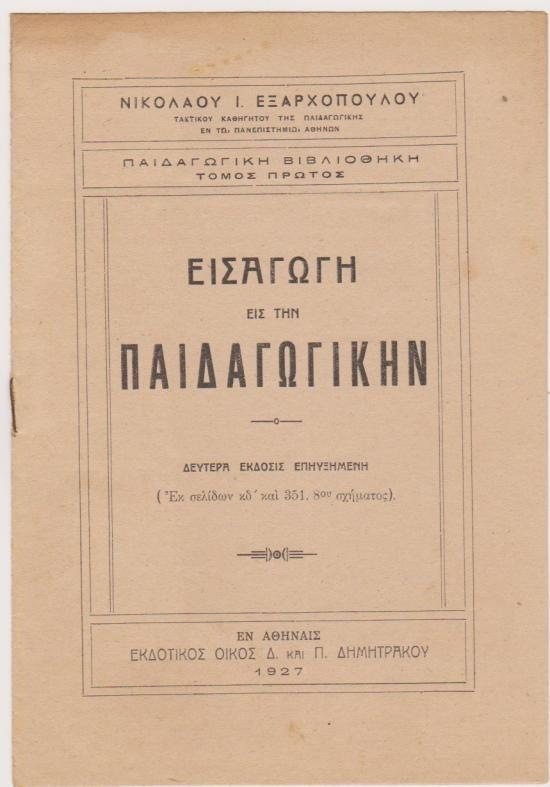 ΝΙΚΟΛΑΟΥ Ι. ΕΞΑΡΧΟΠΟΥΛΟΥ
ΤΑΚΤΙΚΟΥ ΚΑΘΗΓΗΤΟΥ ΤΗΣ ΠΑΙΔΑΓΩΓΙΚΗΣ
ΕΝ ΤΩι ΠΑΝΕΠΙΣΤΗΜΙΩι ΑΘΗΝΩΝ
ΠΑΙΔΑΓΩΓΙΚΗ ΒΙΒΛΙΟΘΗΚΗ
ΤΟΜΟΣ ΠΡΩΤΟΣ
ΕΙΣΑΓΩΓΗ
ΕΙΣ ΤΗΝ
ΠΑΙΔΑΓΩΓΙΚΗΝ
ΔΕΥΤΕΡΑ ΕΚΔΟΣΙΣ ΕΠΗΥΞΗΜΕΝΗ
(Ἐκ σελίδων κδ΄ καὶ 351, 8ου σχήματος).
ΕΝ ΑΘΗΝΑΙΣ
ΕΚΔΟΤΙΚΟΣ ΟΙΚΟΣ Δ. ΚΑΙ Π. ΔΗΜΗΤΡΑΚΟΥ
1927